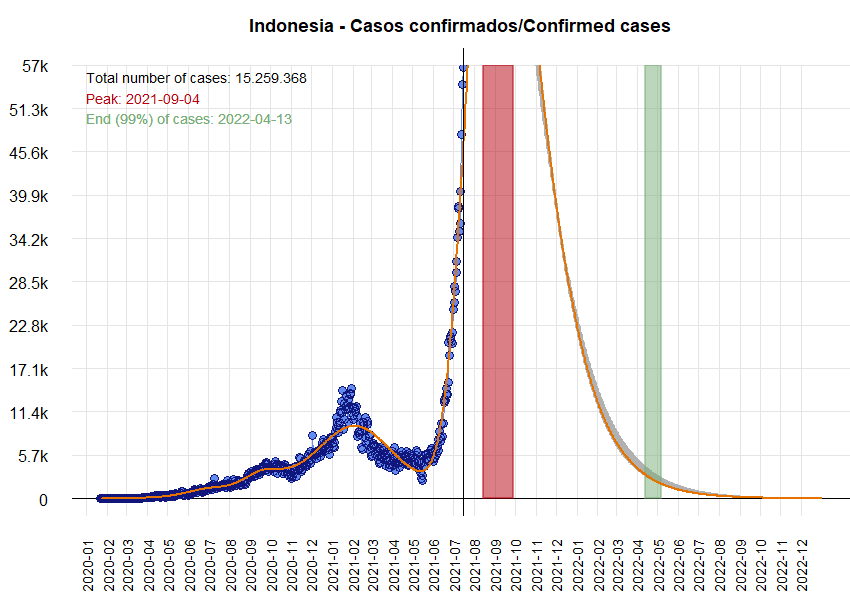 Indonesia - Casos confirmados/Confirmed cases
57k
51.3k
45.6k
39.9k
34.2k
28.5k
22.8k
17.1k
11.4k
5.7k
0
Total number of cases: 15.259.368
Peak: 2021-09-04
End (99%) of cases: 2022-04-13
2020-01
2020-02
2020-03
2020-04
2020-05
2020-06
2020-07
2020-08
2020-09
2020-10
2020-11
2020-12
2021-01
2021-02
2021-03
2021-04
2021-05
2021-06
2021-07
2021-08
2021-09
2021-10
2021-11
2021-12
2022-01
2022-02
2022-03
2022-04
2022-05
2022-06
2022-07
2022-08
2022-09
2022-10
2022-11
2022-12